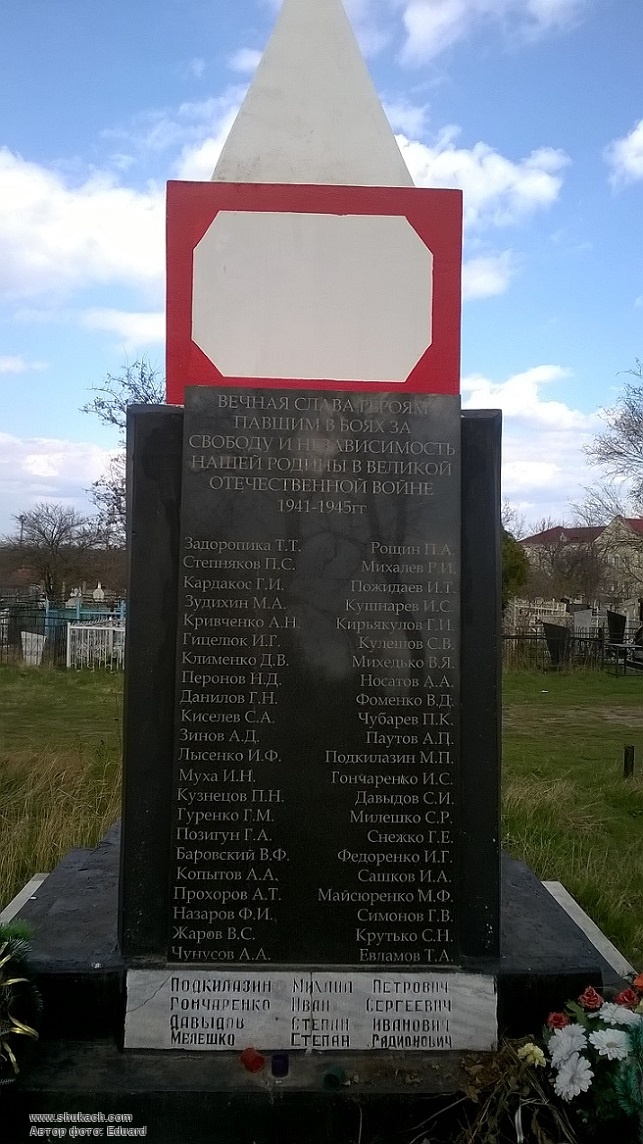 ВЕЧНАЯ СЛАВА ГЕРОЯМ
ПАВШИМ В БОЯХ ЗА
СВОБОДУ И НЕЗАВИСИМОСТЬ
НАШЕЙ РОДИНЫ В ВЕЛИКОЙ
ОТЕЧЕСТВЕННОЙ ВОЙНЕ
1941-1945гг
Задоропика Т.Т.
Степняков П.С.
Кардакос Г.И.
Зудихин М.А.
Кривченко А.Н.
Гицелюк И.Г.
Клименко Д.В.
Перонов Н.Д.
Данилов Г.Н.
Киселев С.А.
Зинов А.Д.
Лысенко И.Ф.
Муха И.Н.
Кузнецов П.Н.
Гуренко Г.М.
Позигун Г.А.
Баровский В.Ф.
Копытов А.А.
Прохоров А.Т.
Назаров Ф.И.
Жаров В.С.
Чунусов А.А.
Рощин П.А.
Михалев Р.И.
Пожидаев И.Т.
Кушнарев И.С.
Кирьякулов Г.И.
Кулешов С.В.
Михедько В.Я.
Носатов А.А.
Фоменко В.Д.
Чубарев П.К.
Паутов А.П.
Подкилазин М.П.
Гончаренко И.С.
Давыдов С.И.
Милешко С.Р.
Снежко Г.Е.
Федоренко И.Г.
Сашков И.А.
Майсюренко М.Ф.
Симонов Г.В.
Крутько С.Н.
Евламов Т.А.
ПОДКИЛАЗИН МИХАИЛ ПЕТРОВИЧ
ГОНЧАРЕНКО ИВАН СЕРГЕЕВИЧ
ДАВЫДОВ СТЕПАН ИВАНОВИЧ
МЕЛЕШКО СТЕПАН РАДИОНОВИЧ
www.shukach.com
Автор фото: Eduard